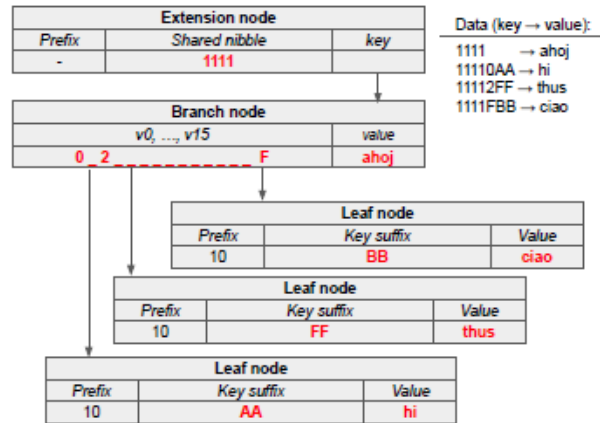 Extension node
Prefix Shared nibble key
- 1111
Data (key → value):
1111 → ahoj
11110AA → hi
11112FF → thus
1111FBB → ciao
Branch node
v0, ..., v15 value
0 _ 2 _ _ _ _ _ _ _ _ _ _ _ _ F ahoj
Leaf node
Prefix Key suffix Value
10 BB ciao
Leaf node
Prefix Key suffix Value
10 FF thus
Leaf node
Prefix Key suffix Value
10 AA hi